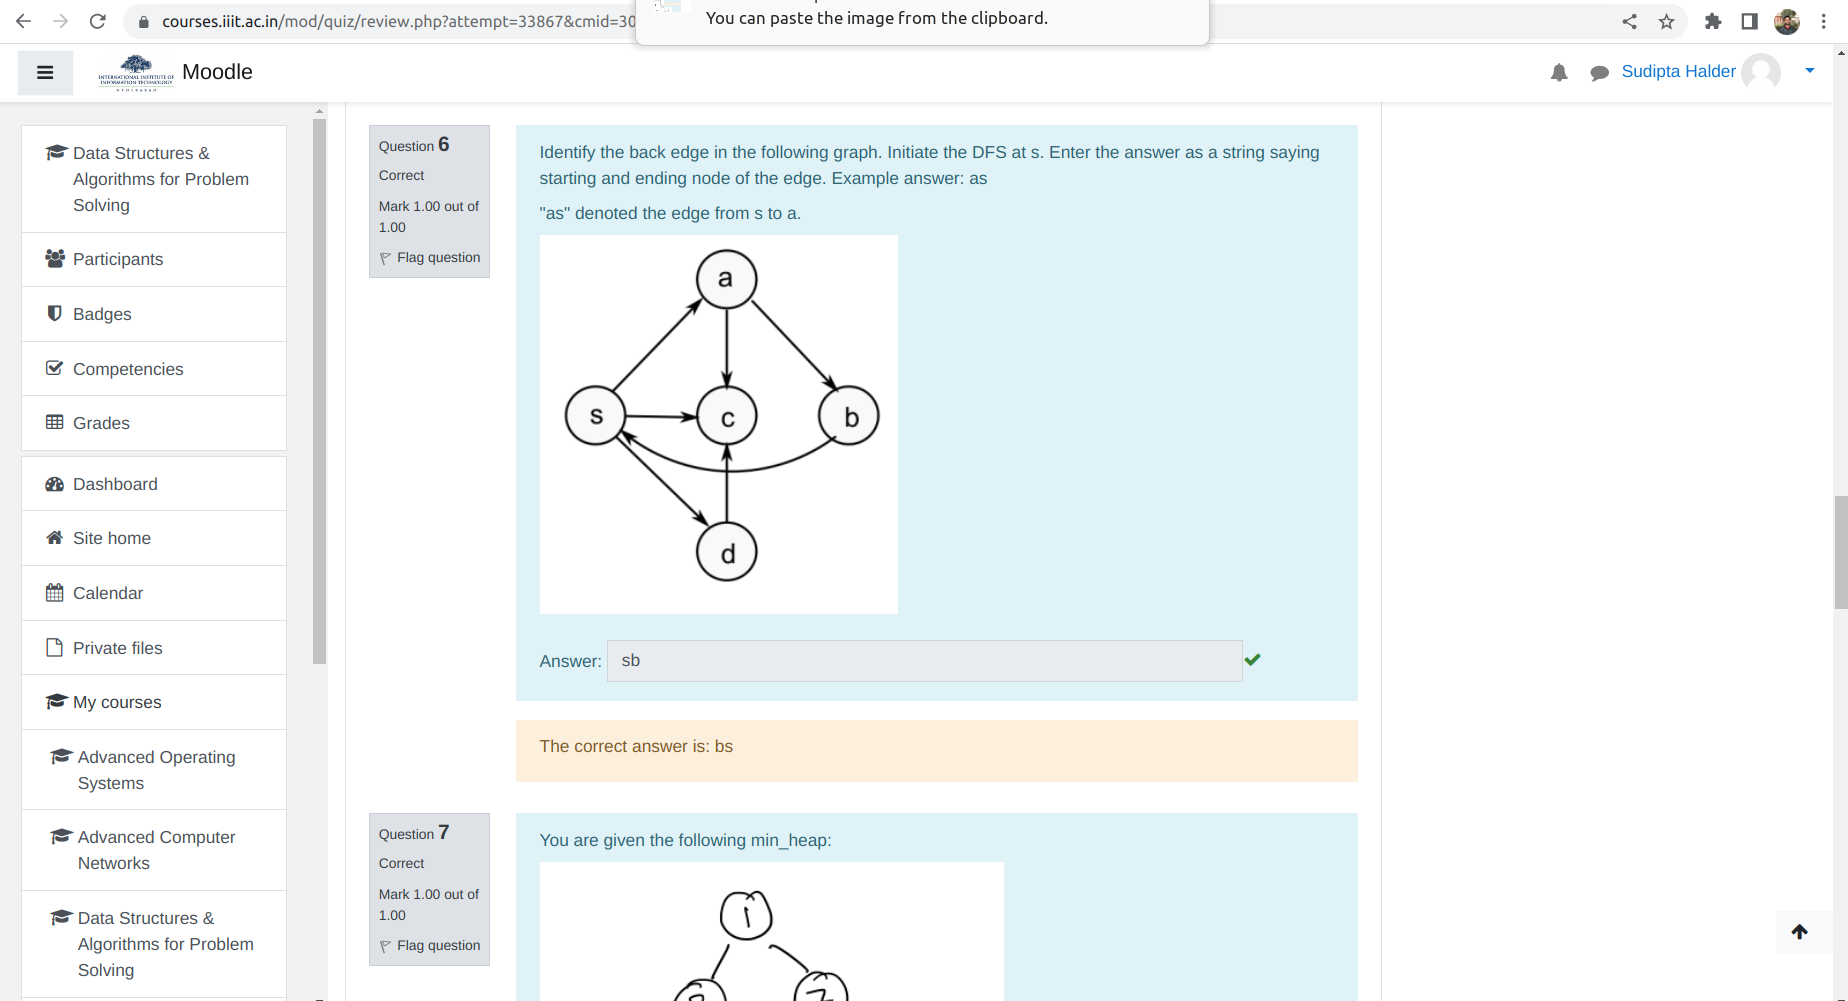 courses.iiit.ac.in/mod/quiz/review.php?attempt=33867&cmid=30
You can paste the image from the clipboard.
INTERNATIONAL INSTITUTE OF
INFORMATION TECHNOLOGY
HYDERABAD
Moodle
Sudipta Halder
Data Structures &
Algorithms for Problem
Solving
Participants
Badges
Competencies
Grades
Dashboard
Site home
Calendar
Private files
My courses
Advanced Operating
Systems
Advanced Computer
Networks
Data Structures &
Algorithms for Problem
Solving
Question 6
Correct
Mark 1.00 out of
1.00
Flag question
Identify the back edge in the following graph. Initiate the DFS at s. Enter the answer as a string saying
starting and ending node of the edge. Example answer: as
"as" denoted the edge from s to a.
a
s
c
b
d
Answer: sb
The correct answer is: bs
Question 7
Correct
Mark 1.00 out of
1.00
Flag question
You are given the following min_heap:
1